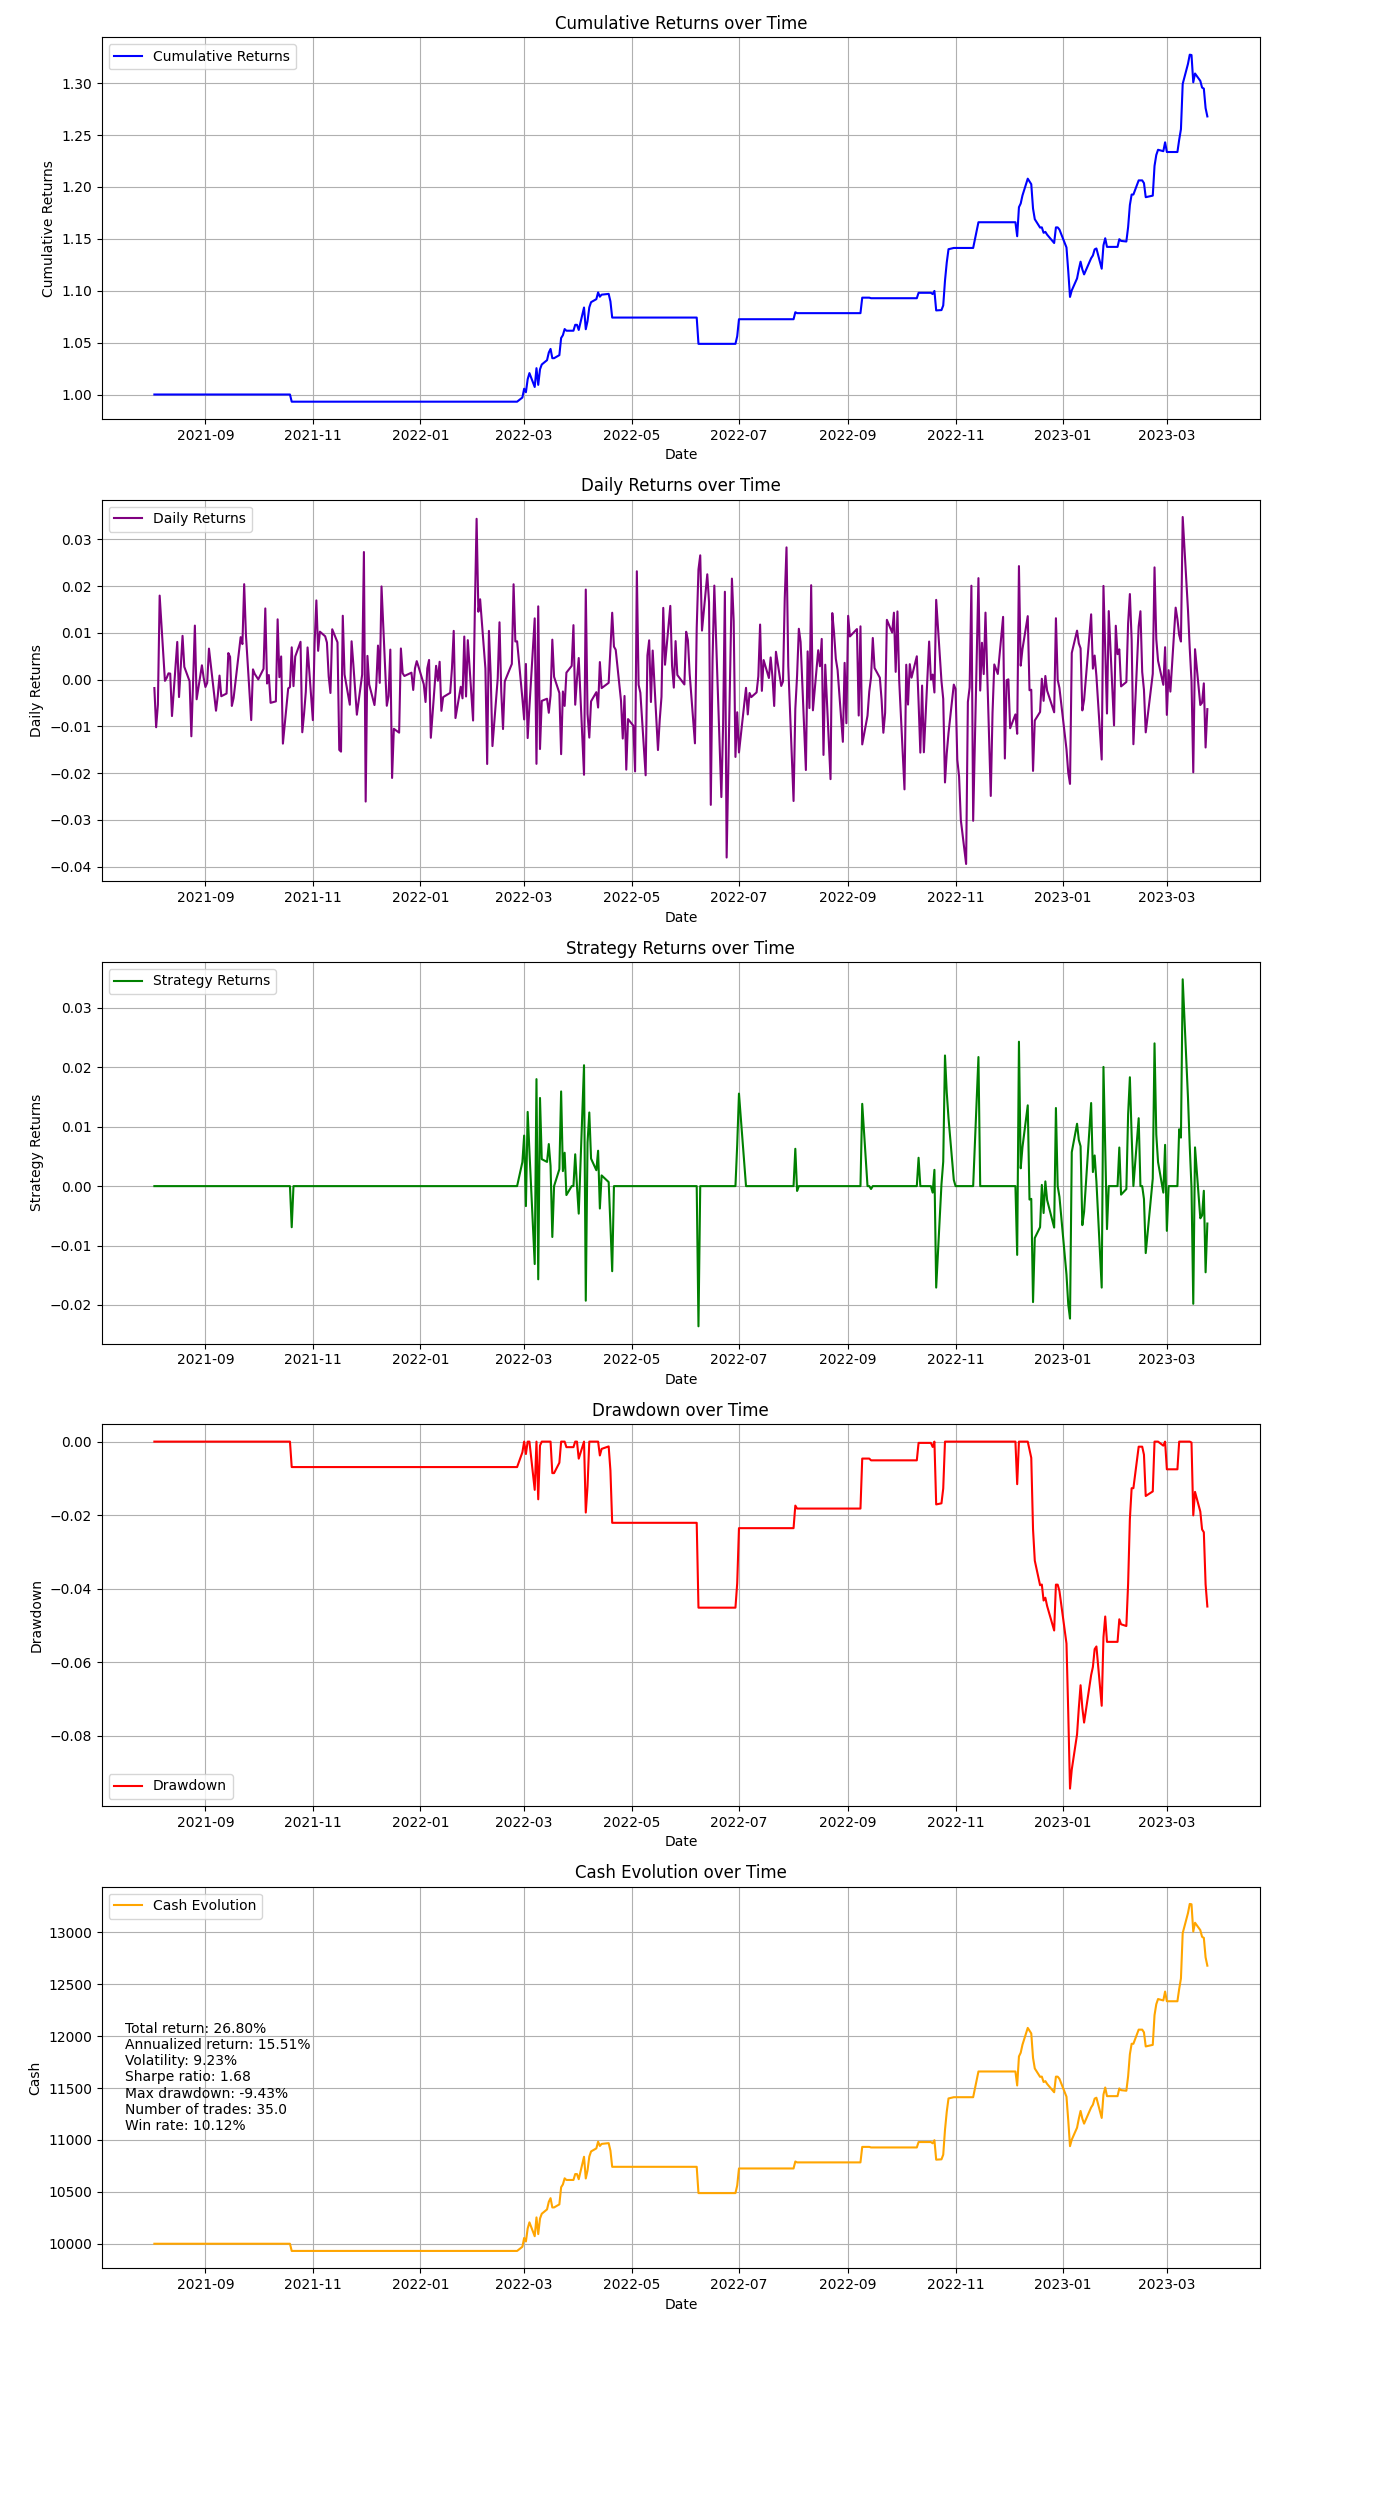 Cumulative Returns over Time
Cumulative Returns
Cumulative Returns
1.30
1.25
1.20
1.15
1.10
1.05
1.00
2021-09 2021-11 2022-01 2022-03 2022-05 2022-07 2022-09 2022-11 2023-01 2023-03
Date
Daily Returns over Time
Daily Returns
Daily Returns
0.03
0.02
0.01
0.00
−0.01
−0.02
−0.03
−0.04
2021-09 2021-11 2022-01 2022-03 2022-05 2022-07 2022-09 2022-11 2023-01 2023-03
Date
Strategy Returns over Time
Strategy Returns
Strategy Returns
0.03
0.02
0.01
0.00
−0.01
−0.02
2021-09 2021-11 2022-01 2022-03 2022-05 2022-07 2022-09 2022-11 2023-01 2023-03
Date
Drawdown over Time
Drawdown
0.00
−0.02
−0.04
−0.06
−0.08
Drawdown
2021-09 2021-11 2022-01 2022-03 2022-05 2022-07 2022-09 2022-11 2023-01 2023-03
Date
Cash Evolution over Time
Cash Evolution
Cash
13000
12500
12000
11500
11000
10500
10000
Total return: 26.80%
Annualized return: 15.51%
Volatility: 9.23%
Sharpe ratio: 1.68
Max drawdown: -9.43%
Number of trades: 35.0
Win rate: 10.12%
2021-09 2021-11 2022-01 2022-03 2022-05 2022-07 2022-09 2022-11 2023-01 2023-03
Date